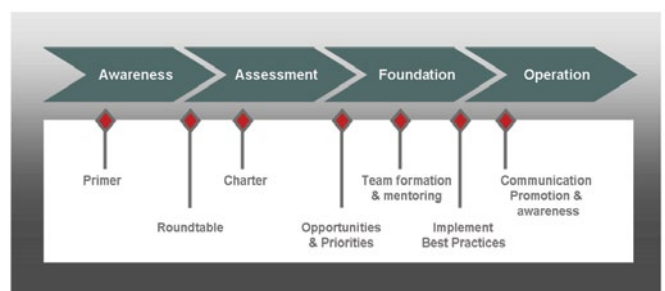 Awareness
Assessment
Foundation
Operation
Primer
Roundtable
Charter
Opportunities
& Priorities
Team formation
& mentoring
Implement
Best Practices
Communication
Promotion &
awareness